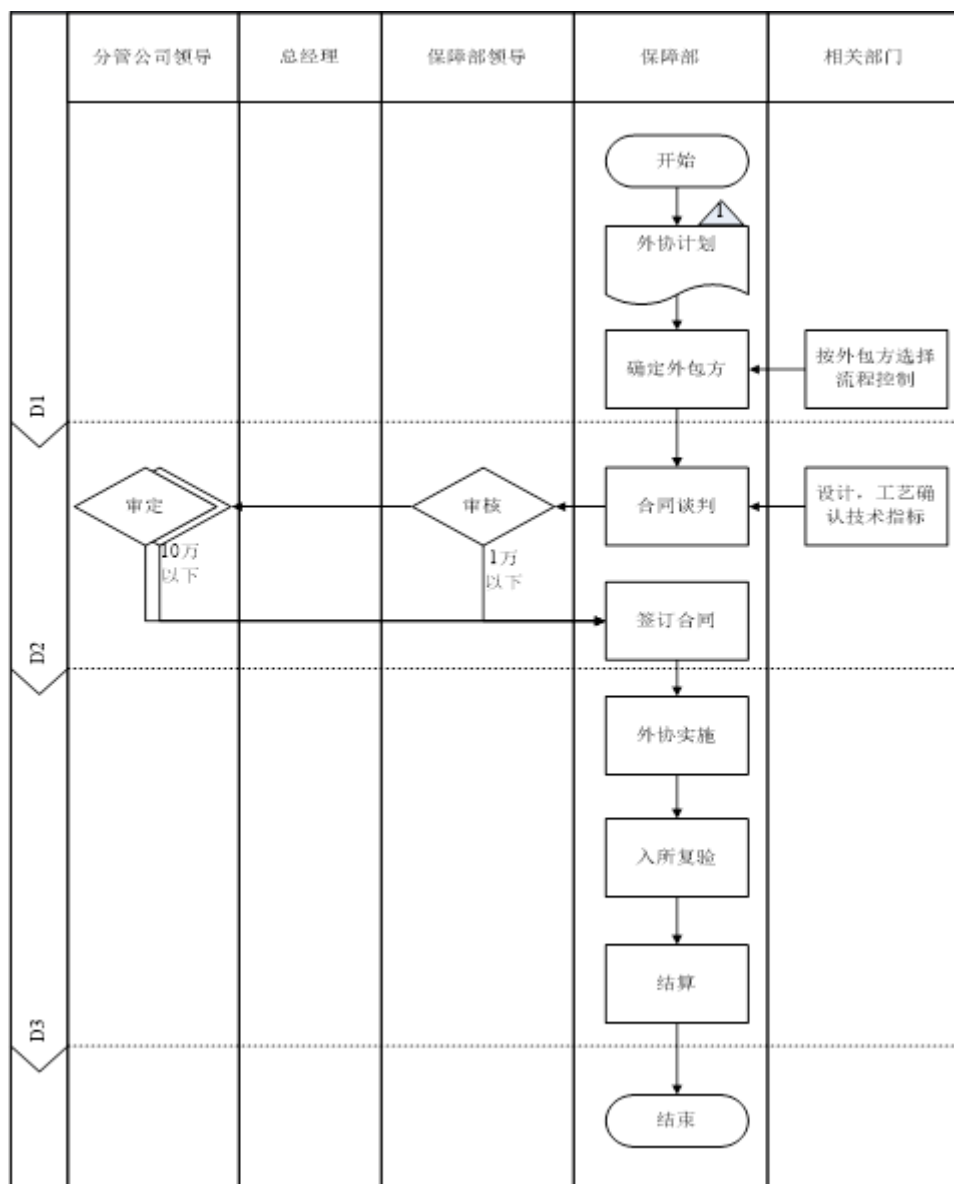 分管公司领导
总经理
保障部领导
保障部
相关部门
开始
1
外协计划
确定外包方
按外包方选择
流程控制
D1
审定
审核
合同谈判
设计，工艺确
认技术指标
10万
以下
1万
以下
签订合同
D2
外协实施
入所复验
结算
D3
结束